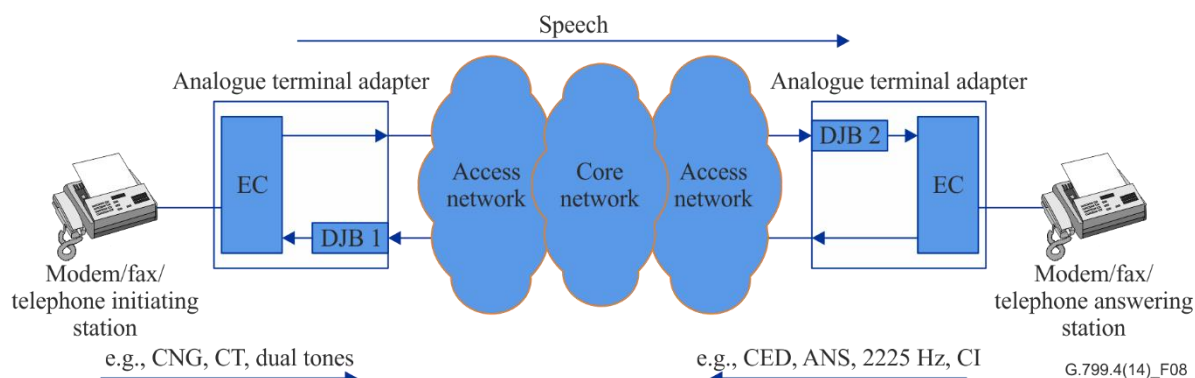 Speech
Analogue terminal adapter
Analogue terminal adapter
DJB 2
EC
Access
network
Core
network
Access
network
EC
DJB 1
Modem/fax/
telephone initiating
station
Modem/fax/
telephone answering
station
e.g., CNG, CT, dual tones
e.g., CED, ANS, 2225 Hz, CI
G.799.4(14)_F08